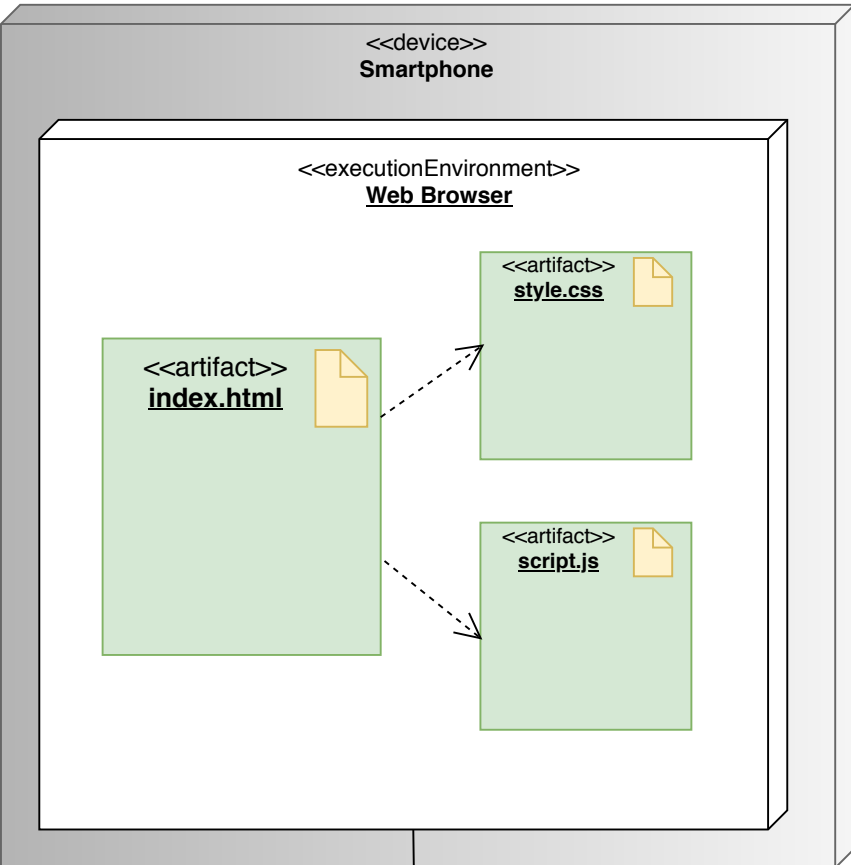 <<device>>
Smartphone
<<executionEnvironment>>
Web Browser
<<artifact>>
index.html
<<artifact>>
style.css
<<artifact>>
script.js